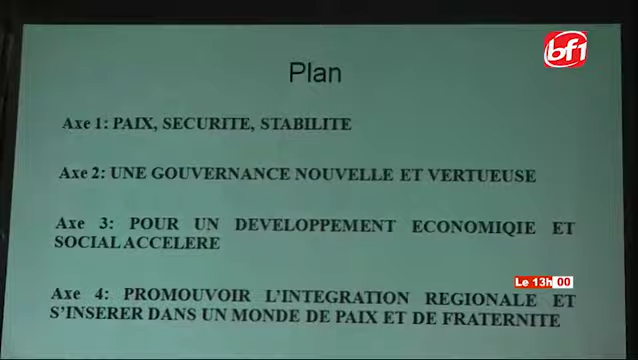 bf1
Plan
Axe 1: PAIX, SECURITE, STABILITE
Axe 2: UNE GOUVERNANCE NOUVELLE ET VERTUEUSE
Axe 3: POUR UN DEVELOPPEMENT ECONOMIQIE ET
SOCIAL ACCELERE
Le 13h 00
Axe 4: PROMOUVOIR L'INTEGRATION REGIONALE ET
S'INSERER DANS UN MONDE DE PAIX ET DE FRATERNITE